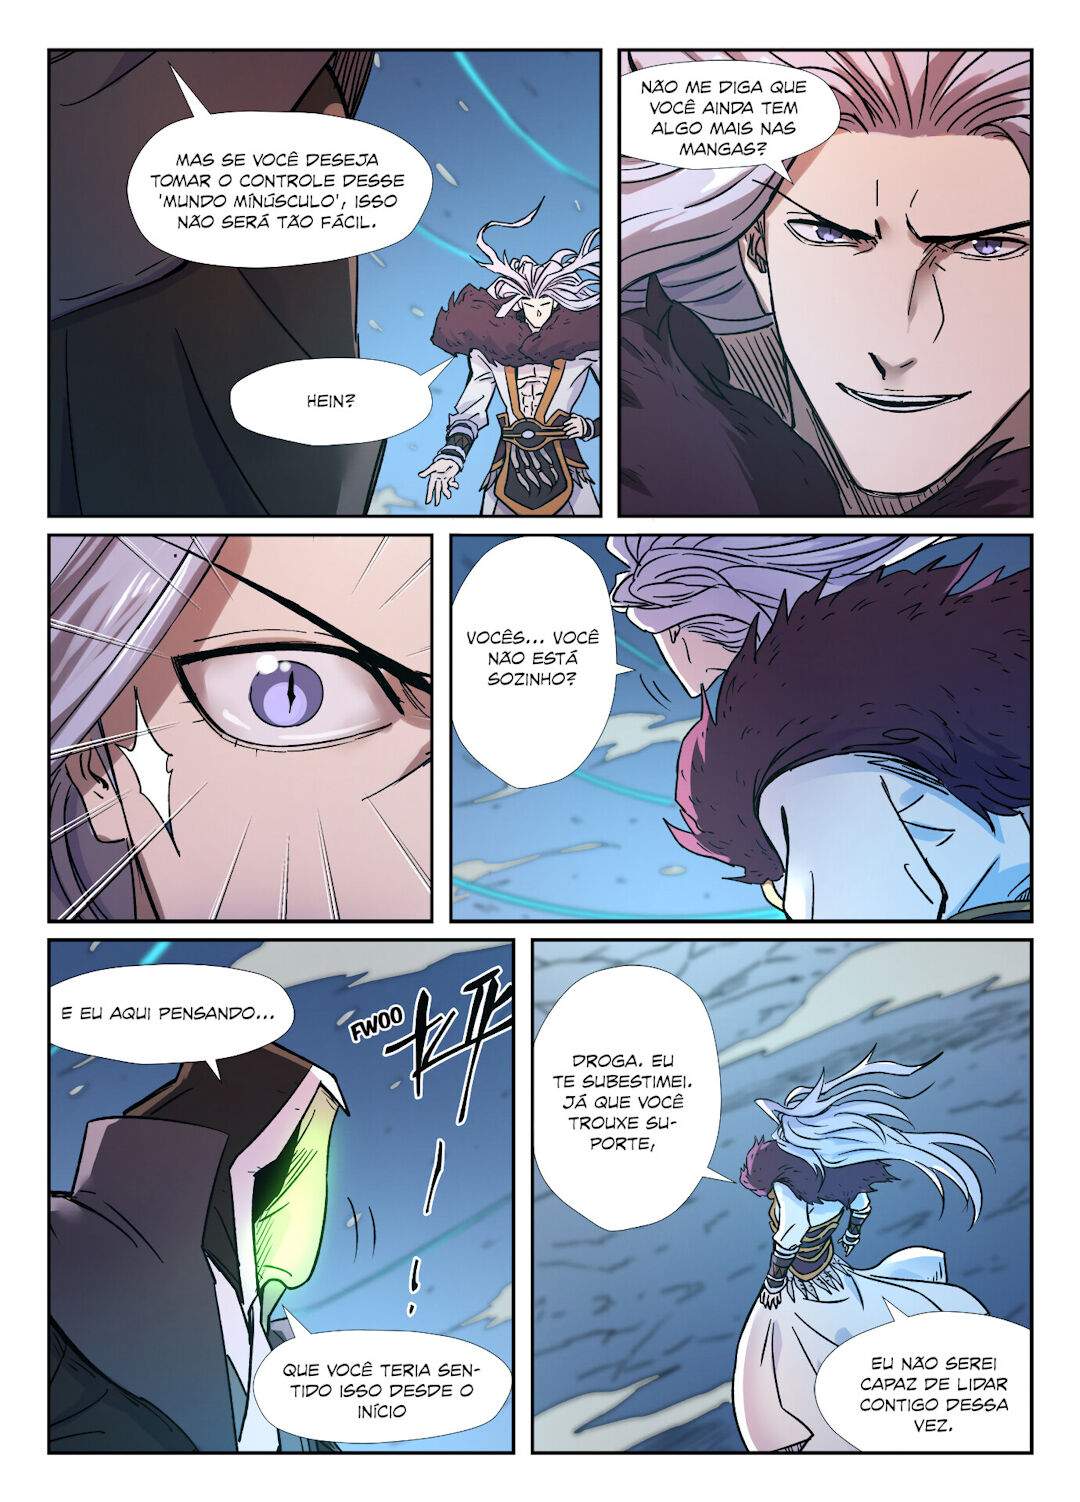 MAS SE VOCÊ DESEJA
TOMAR O CONTROLE DESSE
'MUNDO MINÚSCULO', ISSO
NÃO SERÁ TÃO FÁCIL.
HEIN?
NÃO ME DIGA QUE
VOCÊ AINDA TEM
ALGO MAIS NAS
MANGAS?
VOCÊS... VOCÊ
NÃO ESTÁ
SOZINHO?
E EU AQUI PENSANDO...
FWOO
QUE VOCÊ TERIA SEN-
TIDO ISSO DESDE O
INÍCIO
DROGA. EU
TE SUBESTIMEI.
JÁ QUE VOCÊ
TROUXE SU-
PORTE,
EU NÃO SEREI
CAPAZ DE LIDAR
CONTIGO DESSA
VEZ.